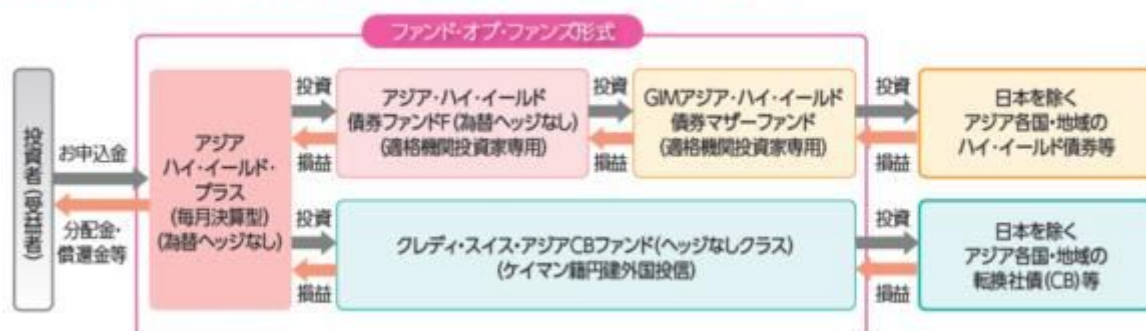 ファンド・オブ・ファンズ形式
投資者(受益者)
お申込金
分配金・
償還金等
アジア
ハイ・イールド・
プラス
(毎月決算型)
(為替ヘッジなし)
投資
損益
アジア・ハイ・イールド
債券ファンドF(為替ヘッジなし)
(適格機関投資家専用)
投資
損益
GIMアジア・ハイ・イールド
債券マザーファンド
(適格機関投資家専用)
投資
損益
日本を除く
アジア各国・地域の
ハイ・イールド債券等
投資
損益
クレディ・スイス・アジアCBファンド(ヘッジなしクラス)
(ケイマン籍円建外国投信)
投資
損益
日本を除く
アジア各国・地域の
転換社債(CB)等